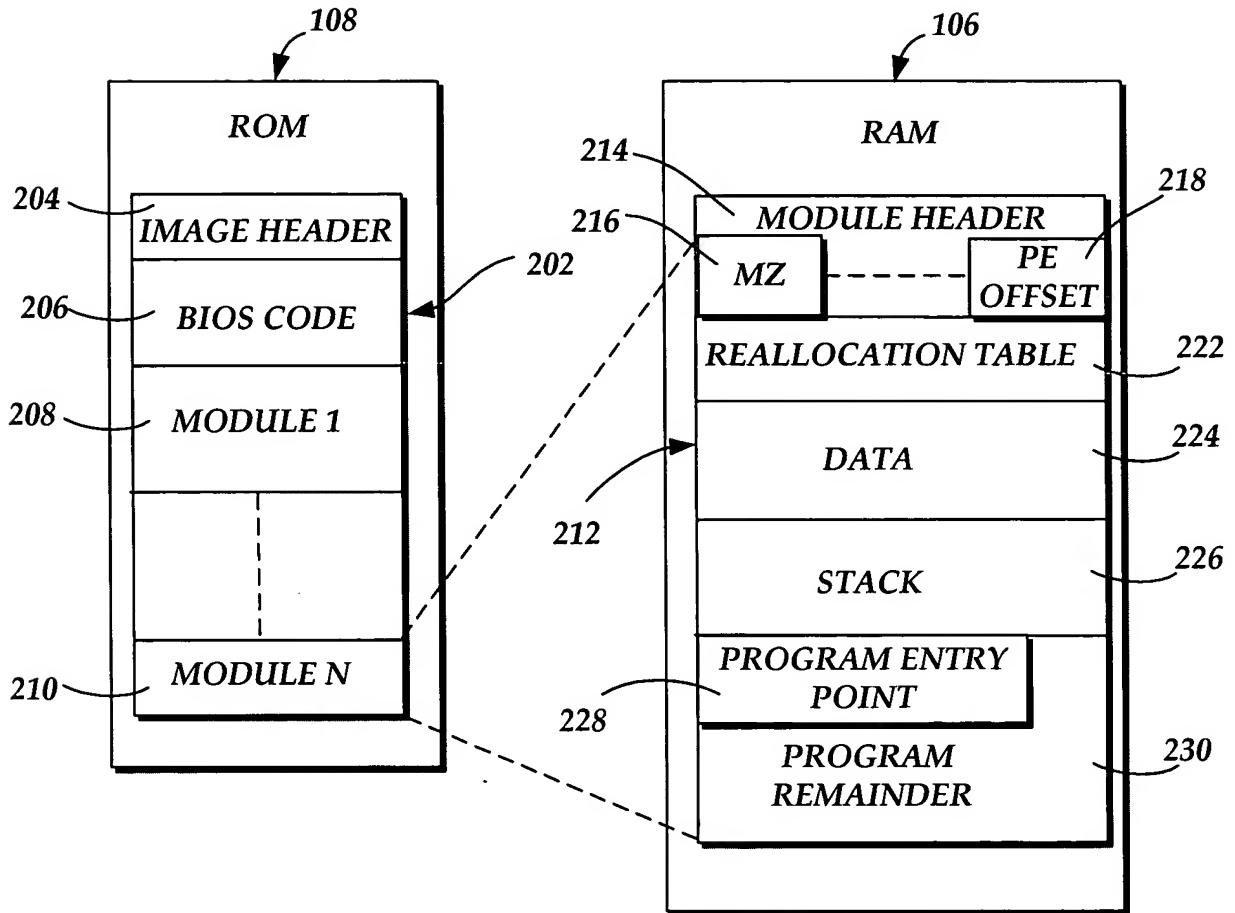 108
ROM
204
IMAGE HEADER
202
206
BIOS CODE
208
MODULE 1
210
MODULE N
106
RAM
214
218
MODULE HEADER
216
MZ
PE
OFFSET
REALLOCATION TABLE
222
DATA
224
212
STACK
226
PROGRAM ENTRY
POINT
228
PROGRAM
REMAINDER
230